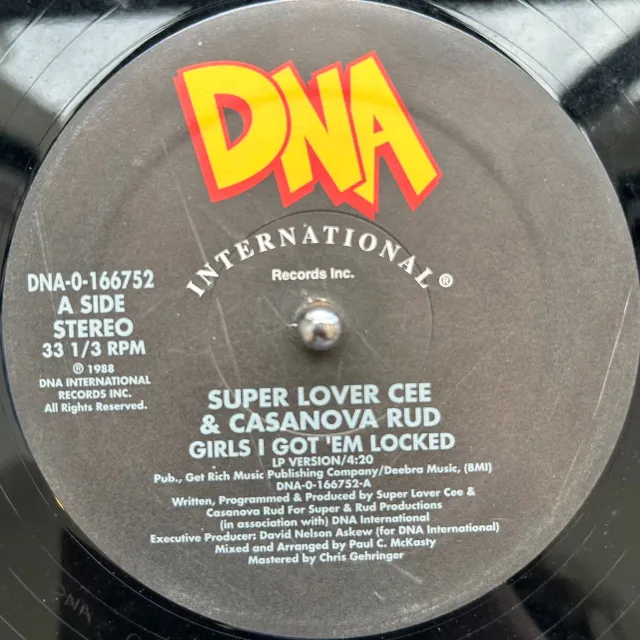 DNA
INTERNATIONAL®
Records Inc.
DNA-0-166752
A SIDE
STEREO
33 1/3 RPM
℗ 1988
DNA INTERNATIONAL
RECORDS INC.
All Rights Reserved.
SUPER LOVER CEE
& CASANOVA RUD
GIRLS I GOT 'EM LOCKED
LP VERSION/4:20
Pub., Get Rich Music Publishing Company/Deebra Music, (BMI)
DNA-0-166752-A
Written, Programmed & Produced by Super Lover Cee &
Casanova Rud For Super & Rud Productions
(in association with) DNA International
Executive Producer: David Nelson Askew (for DNA International)
Mixed and Arranged by Paul C. McKasty
Mastered by Chris Gehringer
DNA